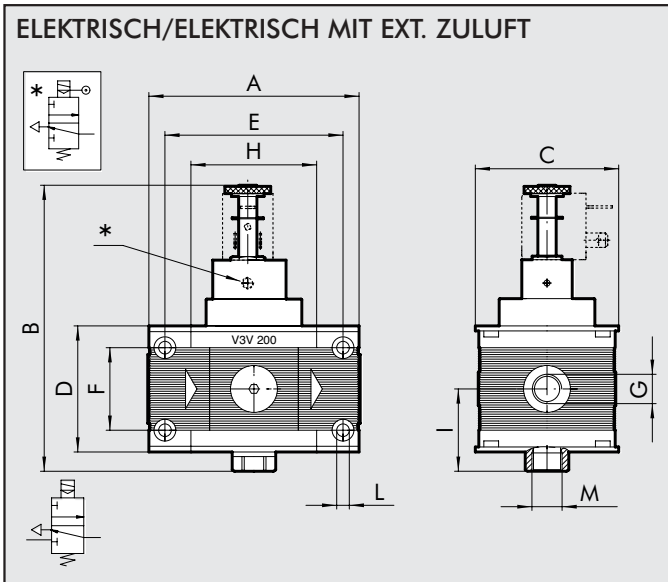 ELEKTRISCH/ELEKTRISCH MIT EXT. ZULUFT
*
A
E
H
C
*
B
D
F
V3V 200
I
G
L
M